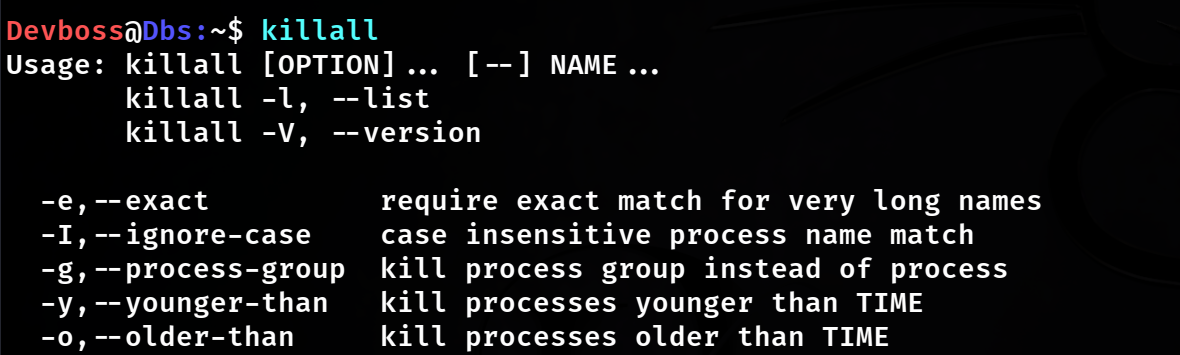 Devboss@Dbs:~$ killall
Usage: killall [OPTION]... [--] NAME...
killall -l, --list
killall -V, --version
-e,--exact require exact match for very long names
-I,--ignore-case case insensitive process name match
-g,--process-group kill process group instead of process
-y,--younger-than kill processes younger than TIME
-o,--older-than kill processes older than TIME